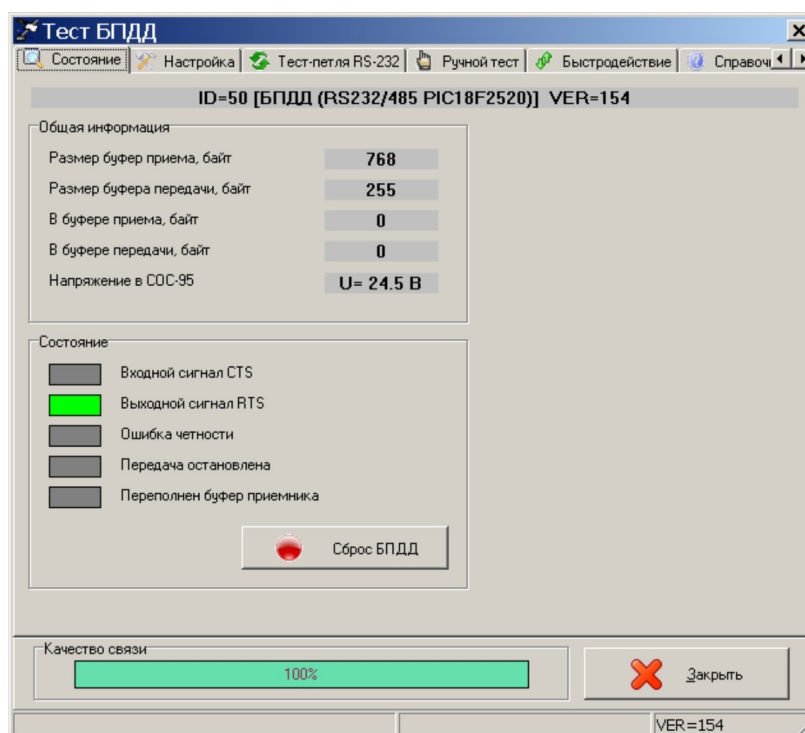 Тест БПДД
Состояние Настройка Тест-петля RS-232 Ручной тест Быстродействие Справоч
ID=50 [БПДД (RS232/485 PIC18F2520)] VER=154
Общая информация
Размер буфер приема, байт 768
Размер буфера передачи, байт 255
В буфере приема, байт 0
В буфере передачи, байт 0
Напряжение в СОС-95 U= 24.5 В
Состояние
Входной сигнал CTS
Выходной сигнал RTS
Ошибка четности
Передача остановлена
Переполнен буфер приемника
Сброс БПДД
Качество связи
100%
Закрыть
VER=154